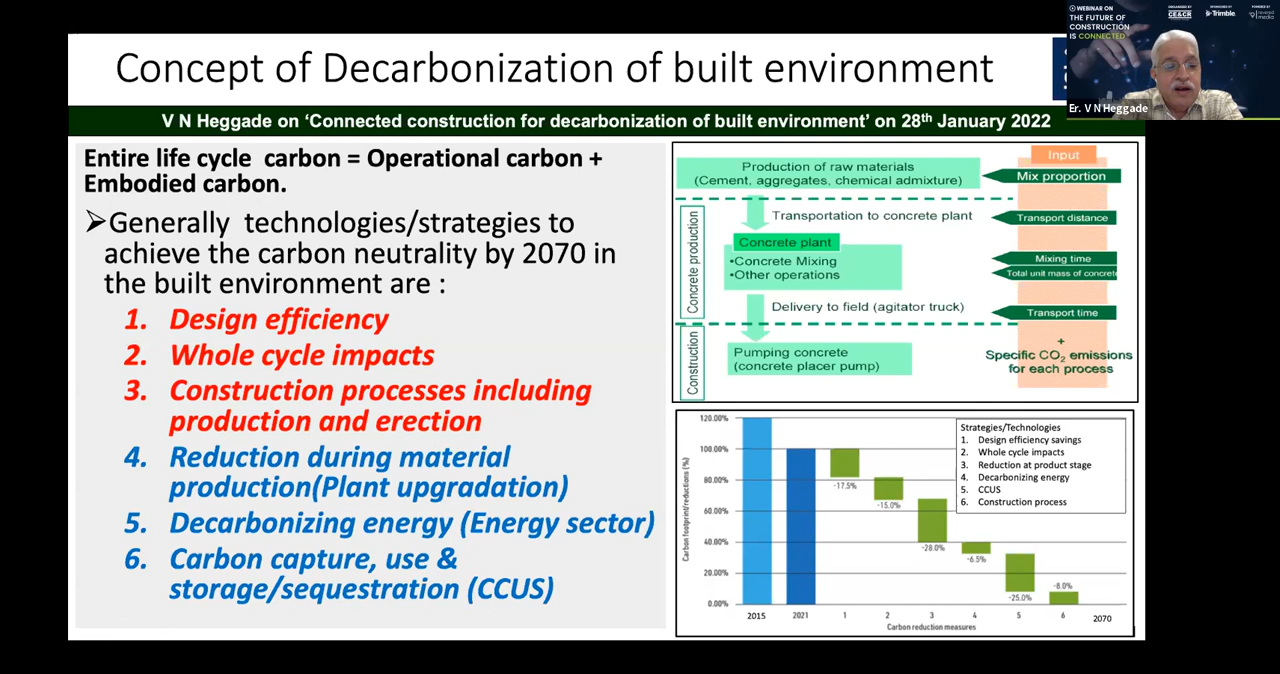 Concept of Decarbonization of built environment
WEBINAR ON
THE FUTURE OF
CONSTRUCTION
IS CONNECTED
ORGANISED BY
CE&CR
SPONSORED BY
Trimble.
POWERED BY
Er. V N Heggade
V N Heggade on ‘Connected construction for decarbonization of built environment’ on 28th January 2022
Entire life cycle carbon = Operational carbon +
Embodied carbon.
➢Generally technologies/strategies to
achieve the carbon neutrality by 2070 in
the built environment are :
1. Design efficiency
2. Whole cycle impacts
3. Construction processes including
production and erection
4. Reduction during material
production(Plant upgradation)
5. Decarbonizing energy (Energy sector)
6. Carbon capture, use &
storage/sequestration (CCUS)
Production of raw materials
(Cement, aggregates, chemical admixture)
Input
Mix proportion
Transportation to concrete plant
Transport distance
Concrete production
Concrete plant
•Concrete Mixing
•Other operations
Mixing time
Total unit mass of concrete
Delivery to field (agitator truck)
Transport time
Construction
Pumping concrete
(concrete placer pump)
+
Specific CO₂ emissions
for each process
120.00%
100.00%
80.00%
60.00%
40.00%
20.00%
0.00%
Carbon footprint/reductions (%)
-17.5%
-15.0%
-28.0%
-6.5%
-25.0%
-8.0%
2015 2021 1 2 3 4 5 6 2070
Carbon reduction measures
Strategies/Technologies
1. Design efficiency savings
2. Whole cycle impacts
3. Reduction at product stage
4. Decarbonizing energy
5. CCUS
6. Construction process